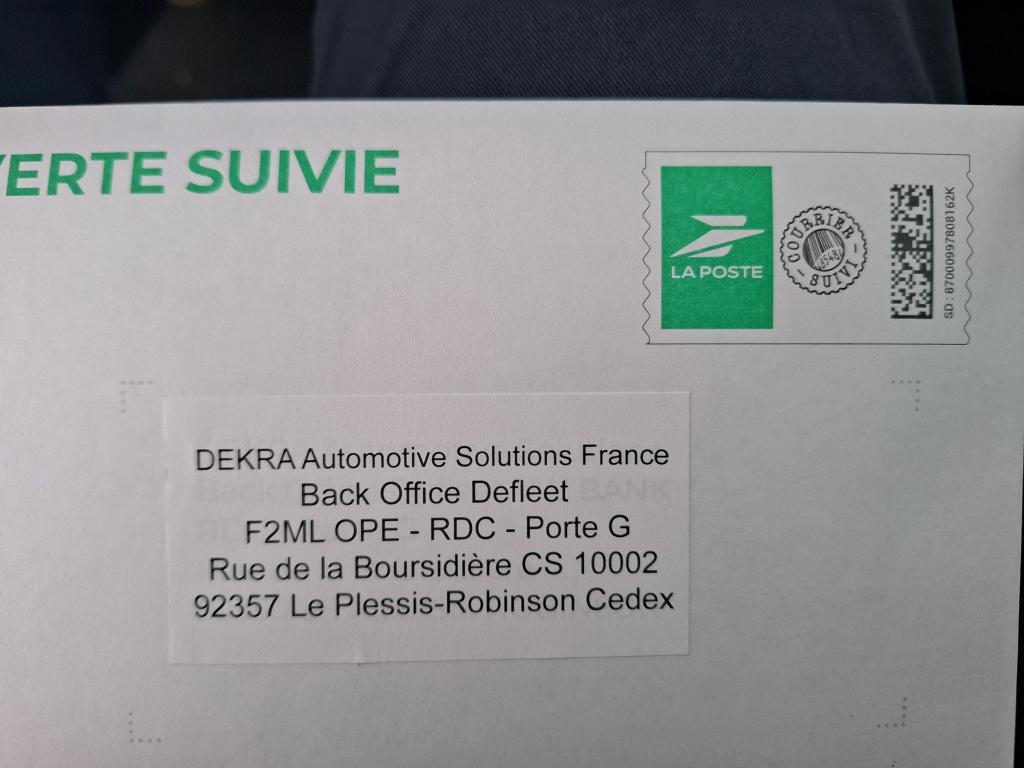 VERTE SUIVIE
LA POSTE
COURRIER
SUIVI
SD : 87000997808162K
DEKRA Automotive Solutions France
Back Office Defleet
F2ML OPE - RDC - Porte G
Rue de la Boursidière CS 10002
92357 Le Plessis-Robinson Cedex